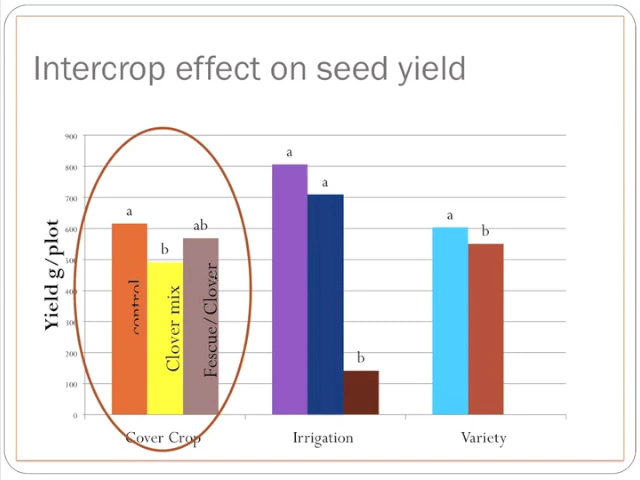 Intercrop effect on seed yield
Yield g/plot
900
800
700
600
500
400
300
200
100
0
a
b
ab
control
Clover mix
Fescue/Clover
a
a
b
a
b
Cover Crop
Irrigation
Variety